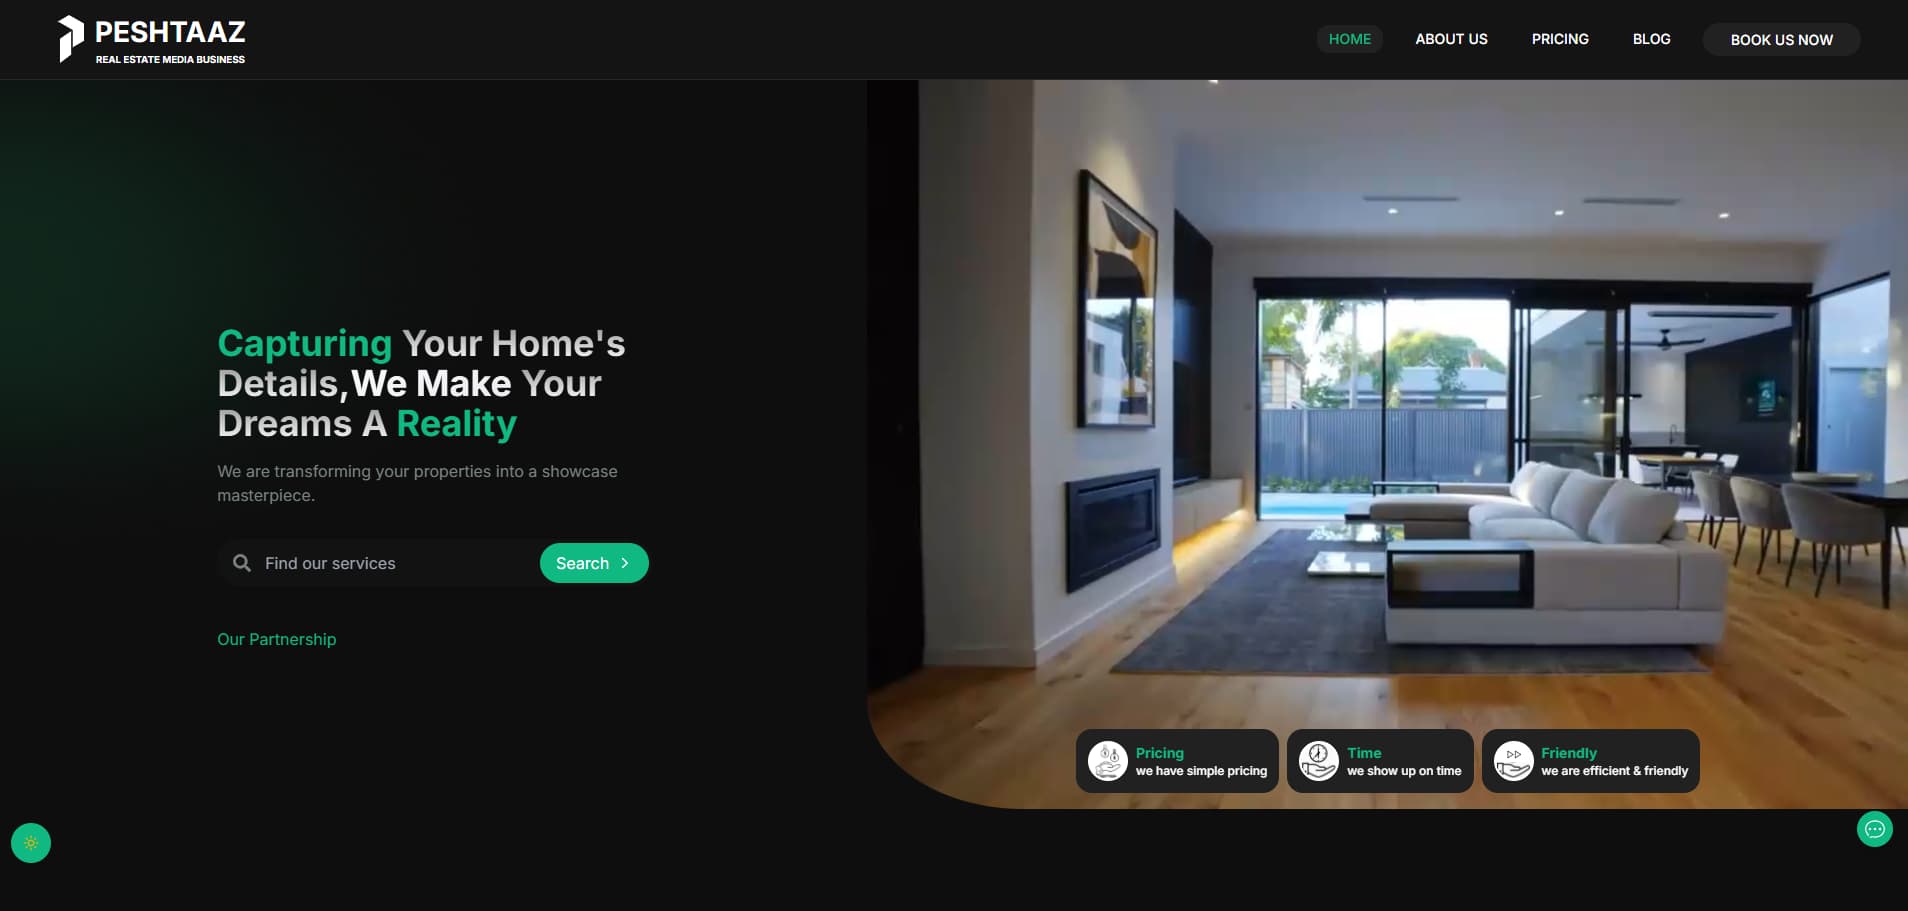 PESHTAAZ
REAL ESTATE MEDIA BUSINESS
HOME
ABOUT US
PRICING
BLOG
BOOK US NOW
Capturing Your Home's
Details,We Make Your
Dreams A Reality
We are transforming your properties into a showcase
masterpiece.
Find our services
Search
Our Partnership
Pricing
we have simple pricing
Time
we show up on time
Friendly
we are efficient & friendly